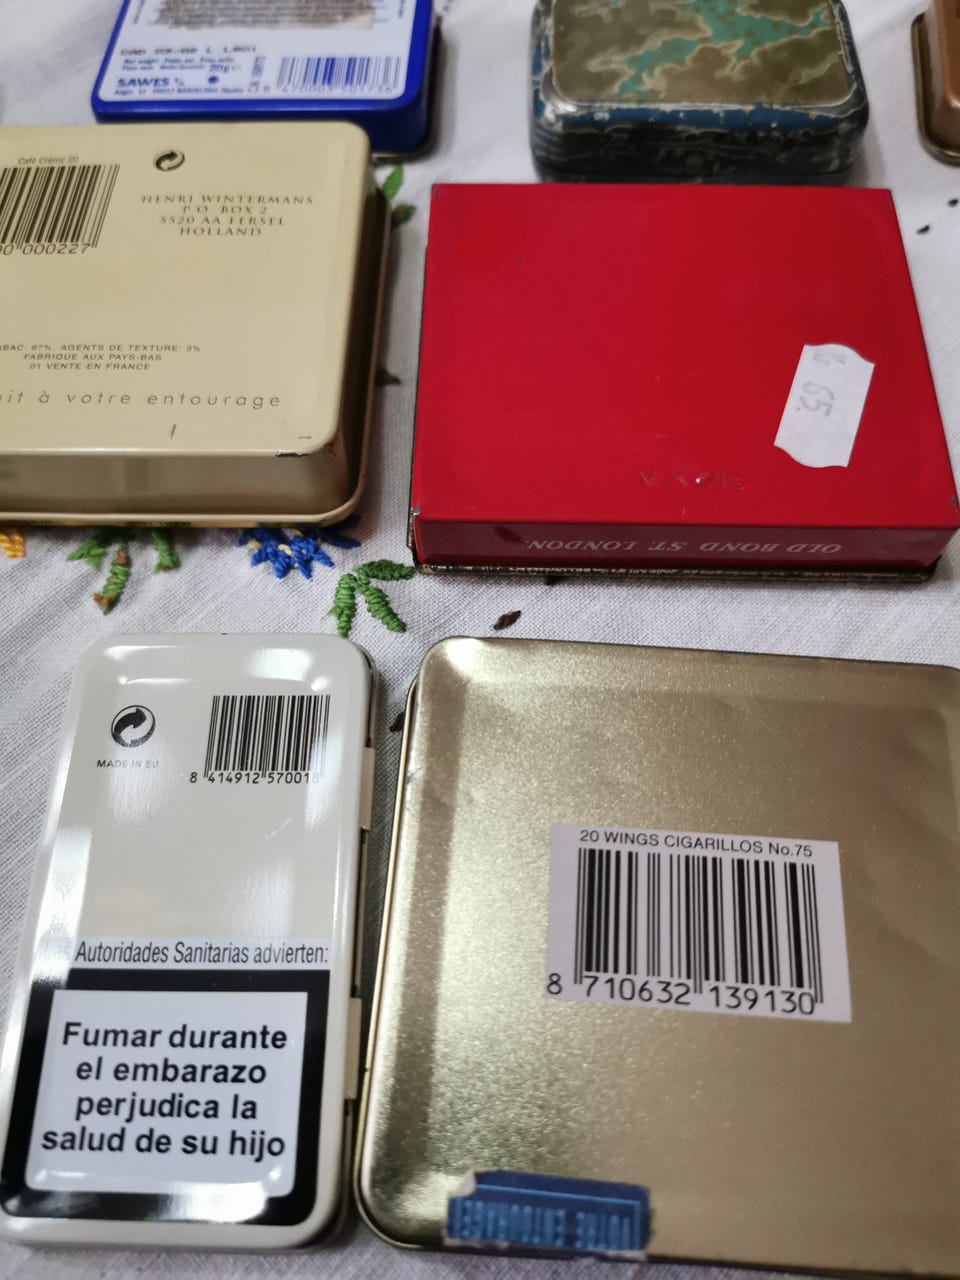 SAWES
Café Crème 20
000227
HENRI WINTERMANS
P.O. BOX 2
5520 AA EERSEL
HOLLAND
97%. AGENTS DE TEXTURE: 3%
FABRIQUE AUX PAYS-BAS
01 VENTE EN FRANCE
à votre entourage
65.
OLD BOND ST. LONDON.
MADE IN EU
8 414912 570018
Autoridades Sanitarias advierten:
Fumar durante
el embarazo
perjudica la
salud de su hijo
20 WINGS CIGARILLOS No.75
8 710632 139130